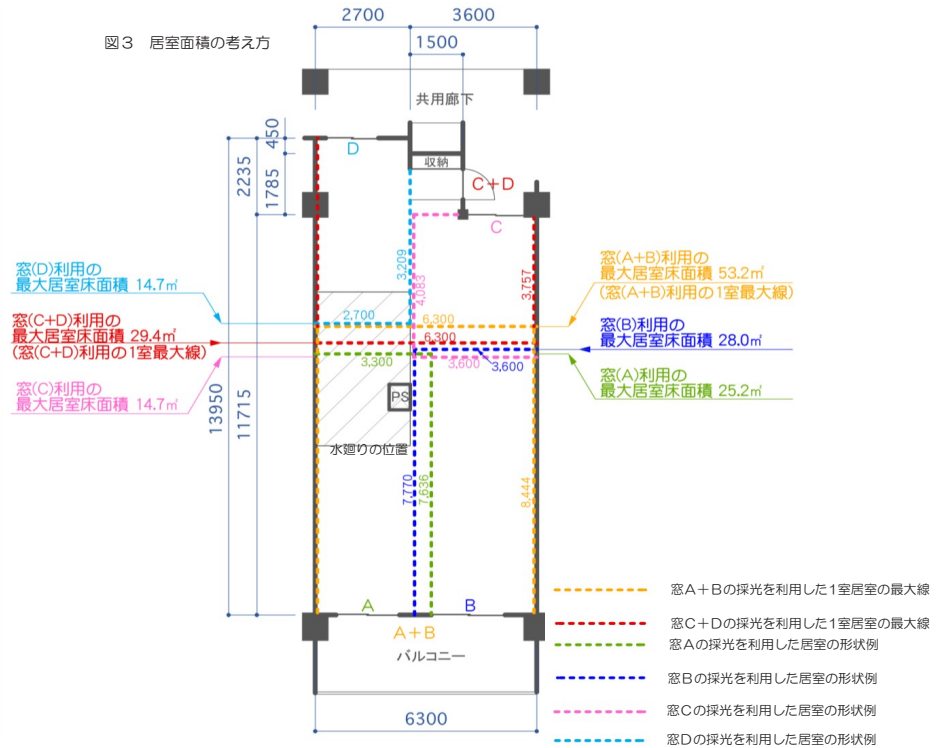 図3 居室面積の考え方
2700
3600
1500
共用廊下
450
2235
1785
D
収納
C+D
C
3,209
4,083
3,757
窓(D)利用の
最大居室床面積 14.7㎡
窓(C+D)利用の
最大居室床面積 29.4㎡
(窓(C+D)利用の1室最大線)
窓(C)利用の
最大居室床面積 14.7㎡
2,700
6,300
6,300
3,300
3,600
3,600
窓(A+B)利用の
最大居室床面積 53.2㎡
(窓(A+B)利用の1室最大線)
窓(B)利用の
最大居室床面積 28.0㎡
窓(A)利用の
最大居室床面積 25.2㎡
13950
11715
PS
水廻りの位置
7,770
7,636
8,444
A
B
A+B
バルコニー
6300
窓A+Bの採光を利用した1室居室の最大線
窓C+Dの採光を利用した1室居室の最大線
窓Aの採光を利用した居室の形状例
窓Bの採光を利用した居室の形状例
窓Cの採光を利用した居室の形状例
窓Dの採光を利用した居室の形状例